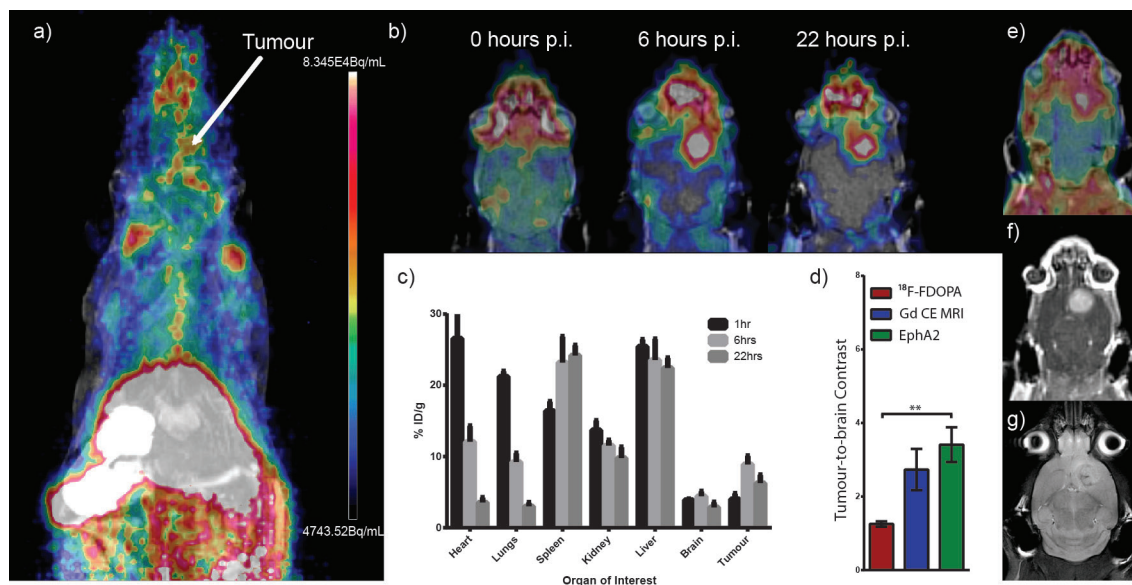 a)
Tumour
8.345E4Bq/mL
4743.52Bq/mL
b)
0 hours p.i.
6 hours p.i.
22 hours p.i.
c)
% ID/g
30
20
10
0
1hr
6hrs
22hrs
Heart
Lungs
Spleen
Kidney
Liver
Brain
Tumour
Organ of Interest
d)
Tumour-to-brain Contrast
8
6
4
2
0
¹⁸F-FDOPA
Gd CE MRI
EphA2
**
e)
f)
g)